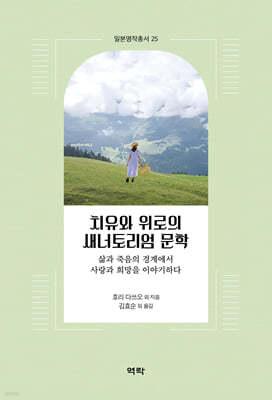 일본명작총서 25
치유와 위로의
새너토리엄 문학
삶과 죽음의 경계에서
사랑과 희망을 이야기하다
호리 다쓰오 외 지음
김효순 외 옮김
역락